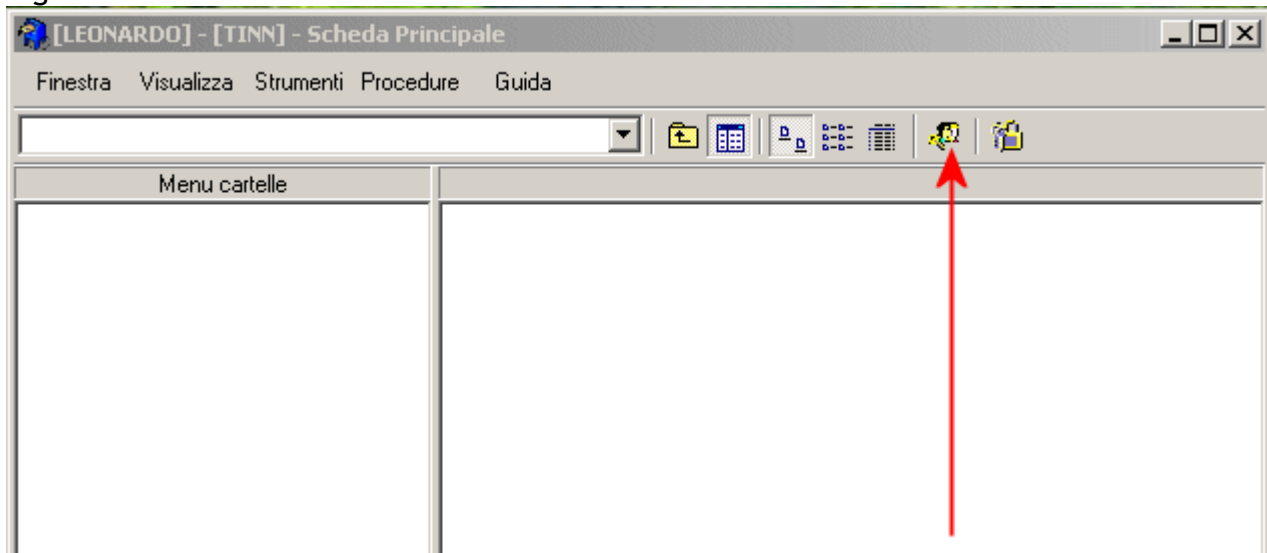 [LEONARDO] - [TINN] - Scheda Principale
Finestra Visualizza Strumenti Procedure Guida
Menu cartelle